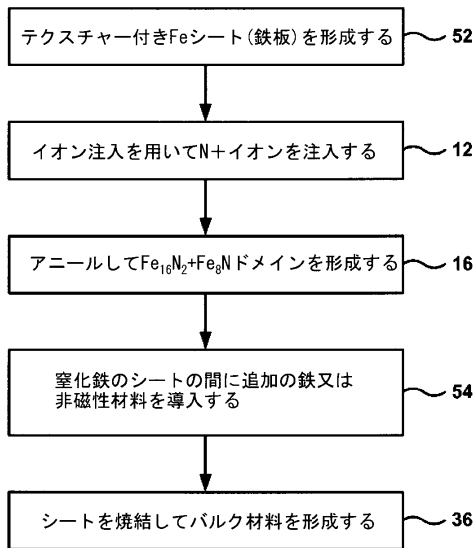 テクスチャー付きFeシート(鉄板)を形成する
52
イオン注入を用いてN+イオンを注入する
12
アニールしてFe₁₆N₂+Fe₈Nドメインを形成する
16
窒化鉄のシートの間に追加の鉄又は
非磁性材料を導入する
54
シートを焼結してバルク材料を形成する
36